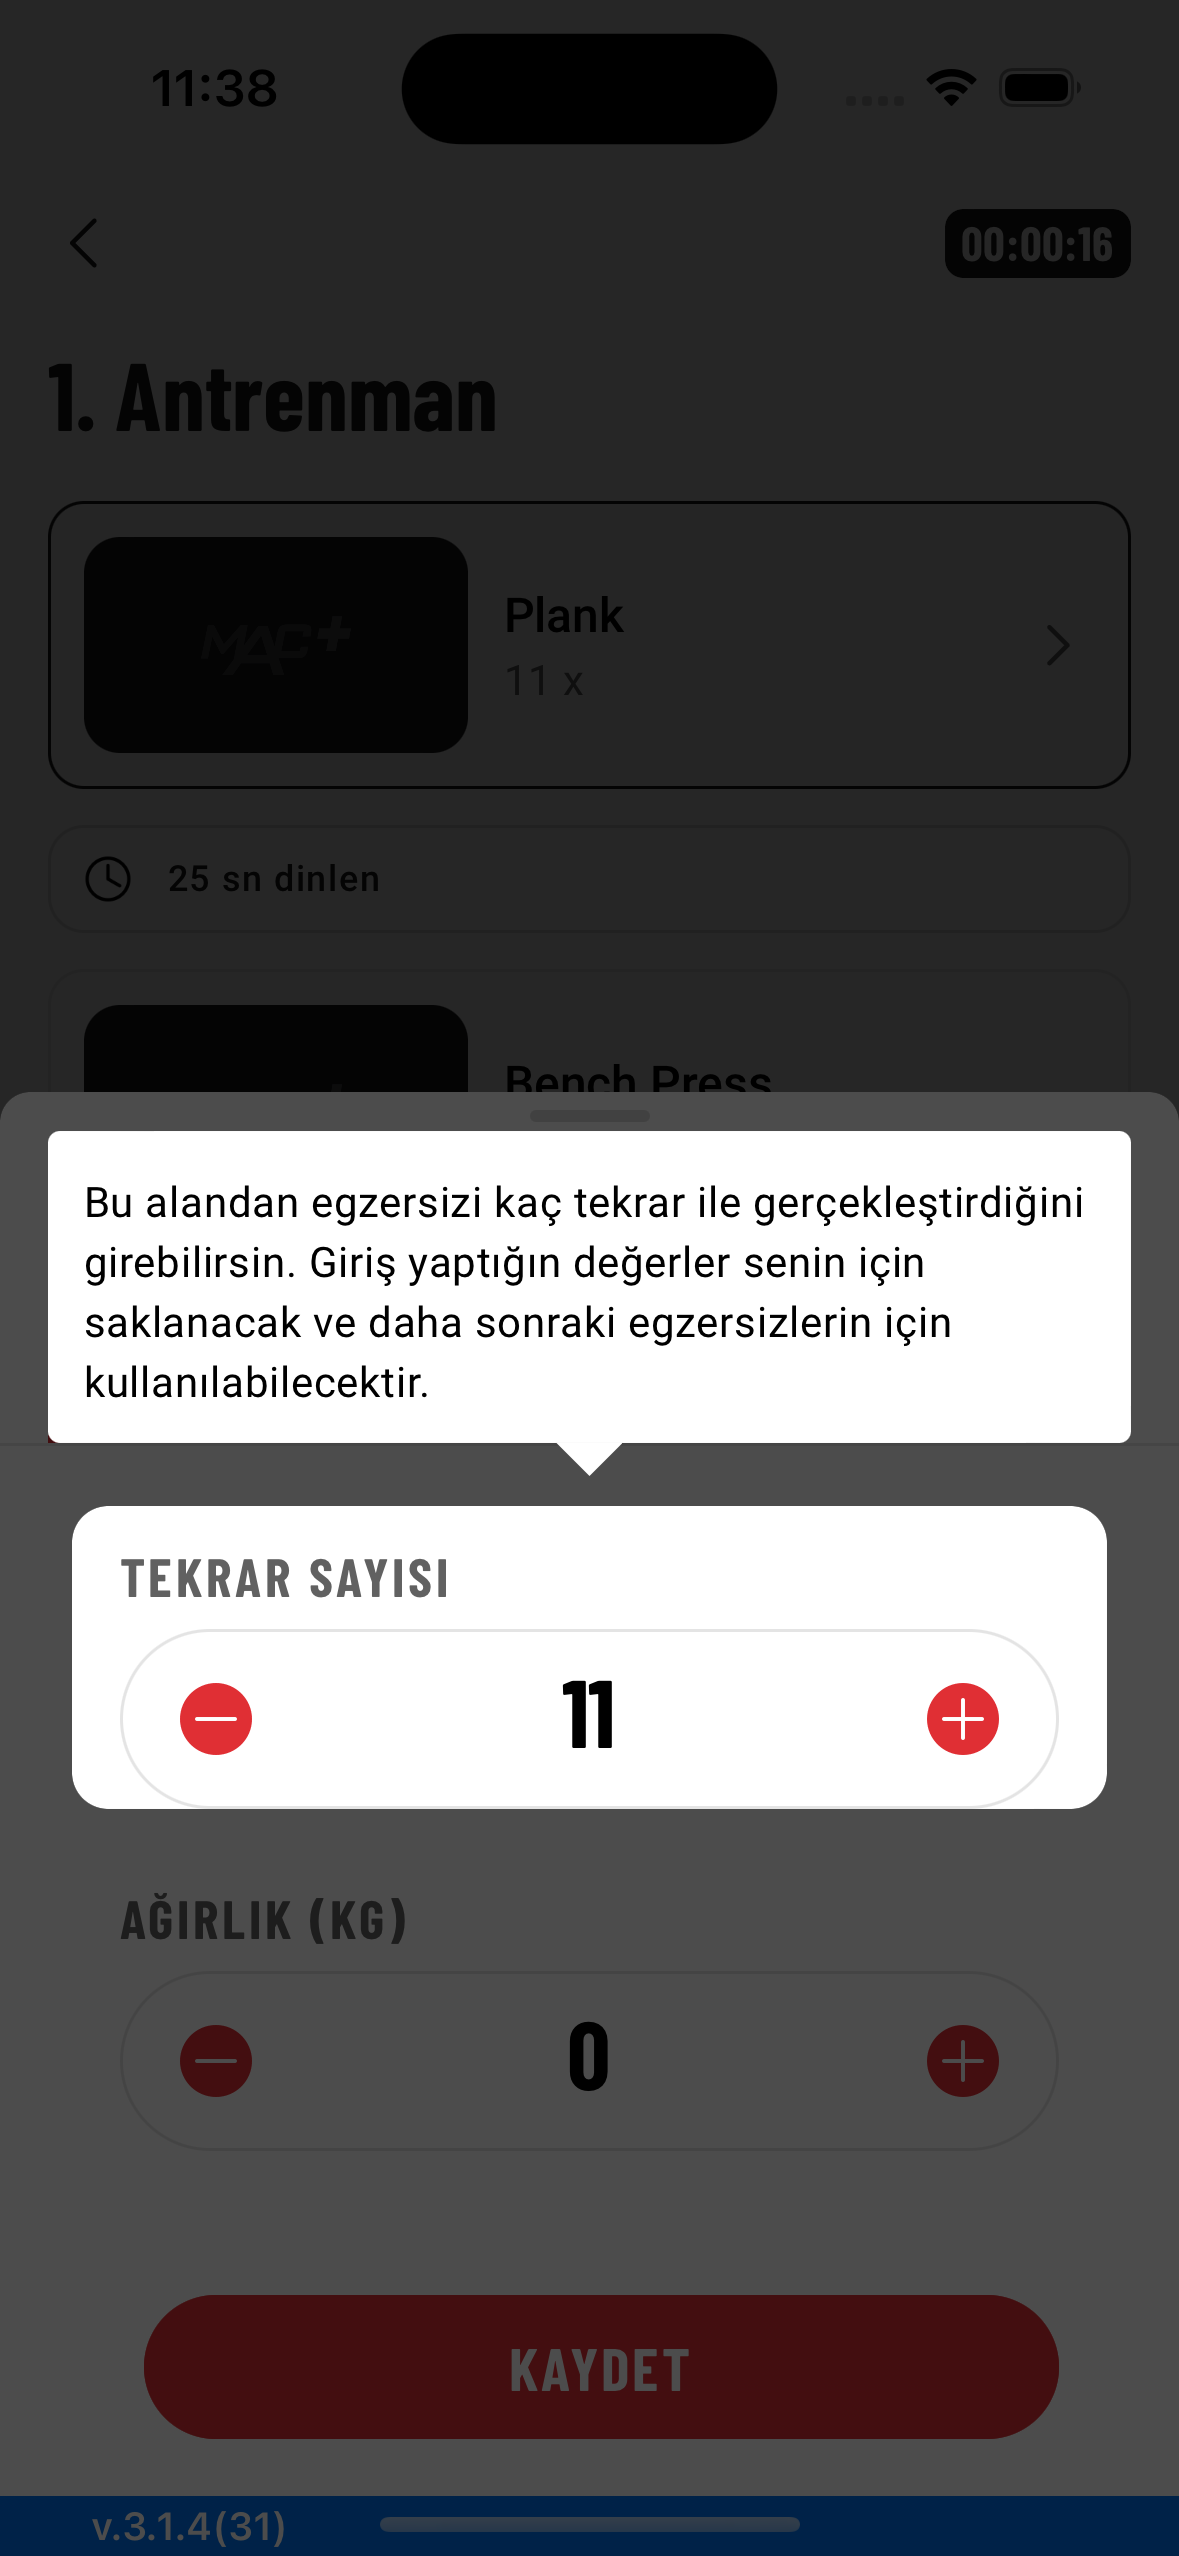 11:38
00:00:16
1. Antrenman
MAC+
Plank
11 x
25 sn dinlen
Bench Press
Bu alandan egzersizi kaç tekrar ile gerçekleştirdiğini
girebilirsin. Giriş yaptığın değerler senin için
saklanacak ve daha sonraki egzersizlerin için
kullanılabilecektir.
TEKRAR SAYISI
11
AĞIRLIK (KG)
0
KAYDET
v.3.1.4(31)